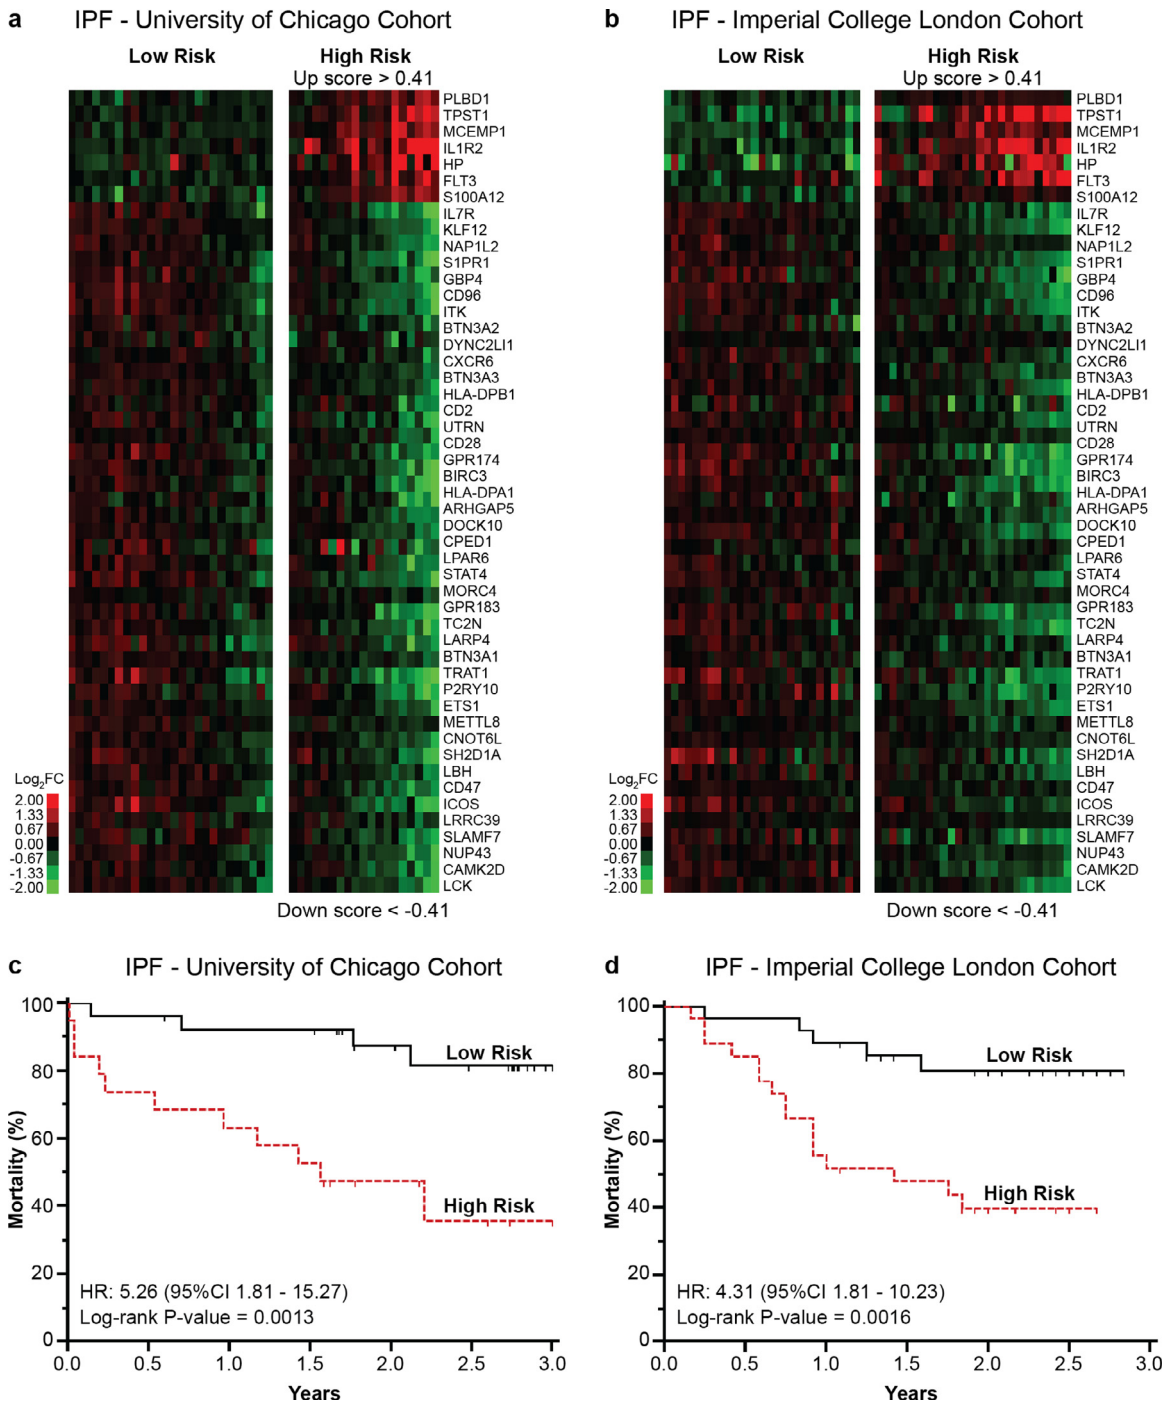 a
IPF - University of Chicago Cohort
Low Risk
High Risk
Up score > 0.41
PLBD1
TPST1
MCEMP1
IL1R2
HP
FLT3
S100A12
IL7R
KLF12
NAP1L2
S1PR1
GBP4
CD96
ITK
BTN3A2
DYNC2LI1
CXCR6
BTN3A3
HLA-DPB1
CD2
UTRN
CD28
GPR174
BIRC3
HLA-DPA1
ARHGAP5
DOCK10
CPED1
LPAR6
STAT4
MORC4
GPR183
TC2N
LARP4
BTN3A1
TRAT1
P2RY10
ETS1
METTL8
CNOT6L
SH2D1A
LBH
CD47
ICOS
LRRC39
SLAMF7
NUP43
CAMK2D
LCK
Log2FC
2.00
1.33
0.67
0.00
-0.67
-1.33
-2.00
Down score < -0.41
b
IPF - Imperial College London Cohort
Low Risk
High Risk
Up score > 0.41
PLBD1
TPST1
MCEMP1
IL1R2
HP
FLT3
S100A12
IL7R
KLF12
NAP1L2
S1PR1
GBP4
CD96
ITK
BTN3A2
DYNC2LI1
CXCR6
BTN3A3
HLA-DPB1
CD2
UTRN
CD28
GPR174
BIRC3
HLA-DPA1
ARHGAP5
DOCK10
CPED1
LPAR6
STAT4
MORC4
GPR183
TC2N
LARP4
BTN3A1
TRAT1
P2RY10
ETS1
METTL8
CNOT6L
SH2D1A
LBH
CD47
ICOS
LRRC39
SLAMF7
NUP43
CAMK2D
LCK
Log2FC
2.00
1.33
0.67
0.00
-0.67
-1.33
-2.00
Down score < -0.41
c
IPF - University of Chicago Cohort
Mortality (%)
100
80
60
40
20
0
Low Risk
High Risk
HR: 5.26 (95%CI 1.81 - 15.27)
Log-rank P-value = 0.0013
0.0 0.5 1.0 1.5 2.0 2.5 3.0
Years
d
IPF - Imperial College London Cohort
Mortality (%)
100
80
60
40
20
0
Low Risk
High Risk
HR: 4.31 (95%CI 1.81 - 10.23)
Log-rank P-value = 0.0016
0.0 0.5 1.0 1.5 2.0 2.5 3.0
Years